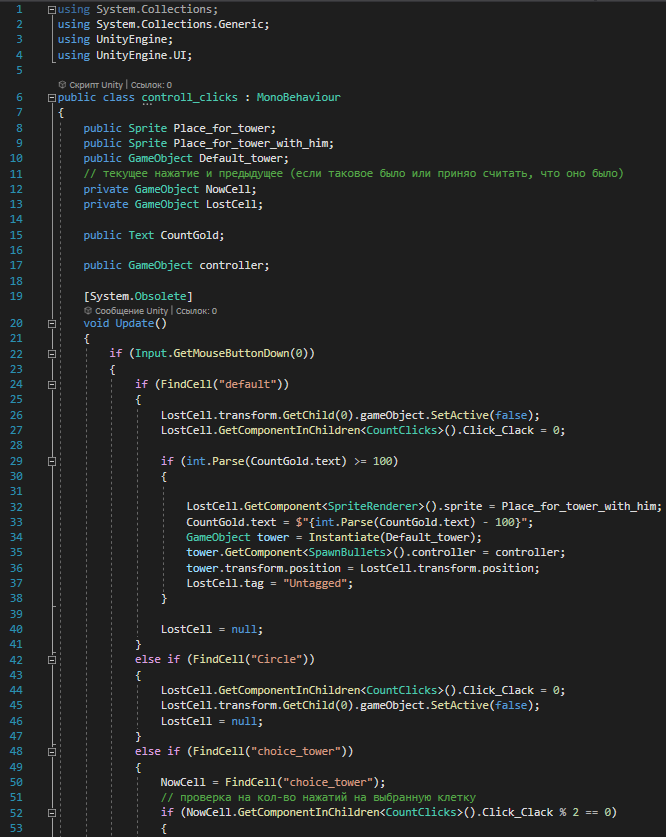 1 using System.Collections;
2 using System.Collections.Generic;
3 using UnityEngine;
4 using UnityEngine.UI;
5
Скрипт Unity | Ссылок: 0
6 public class controll_clicks : MonoBehaviour
7 {
8 public Sprite Place_for_tower;
9 public Sprite Place_for_tower_with_him;
10 public GameObject Default_tower;
11 // текущее нажатие и предыдущее (если таковое было или приняо считать, что оно было)
12 private GameObject NowCell;
13 private GameObject LostCell;
14
15 public Text CountGold;
16
17 public GameObject controller;
18
19 [System.Obsolete]
Сообщение Unity | Ссылок: 0
20 void Update()
21 {
22 if (Input.GetMouseButtonDown(0))
23 {
24 if (FindCell("default"))
25 {
26 LostCell.transform.GetChild(0).gameObject.SetActive(false);
27 LostCell.GetComponentInChildren<CountClicks>().Click_Clack = 0;
28
29 if (int.Parse(CountGold.text) >= 100)
30 {
31
32 LostCell.GetComponent<SpriteRenderer>().sprite = Place_for_tower_with_him;
33 CountGold.text = $"{int.Parse(CountGold.text) - 100}";
34 GameObject tower = Instantiate(Default_tower);
35 tower.GetComponent<SpawnBullets>().controller = controller;
36 tower.transform.position = LostCell.transform.position;
37 LostCell.tag = "Untagged";
38 }
39
40 LostCell = null;
41 }
42 else if (FindCell("Circle"))
43 {
44 LostCell.GetComponentInChildren<CountClicks>().Click_Clack = 0;
45 LostCell.transform.GetChild(0).gameObject.SetActive(false);
46 LostCell = null;
47 }
48 else if (FindCell("choice_tower"))
49 {
50 NowCell = FindCell("choice_tower");
51 // проверка на кол-во нажатий на выбранную клетку
52 if (NowCell.GetComponentInChildren<CountClicks>().Click_Clack % 2 == 0)
53 {